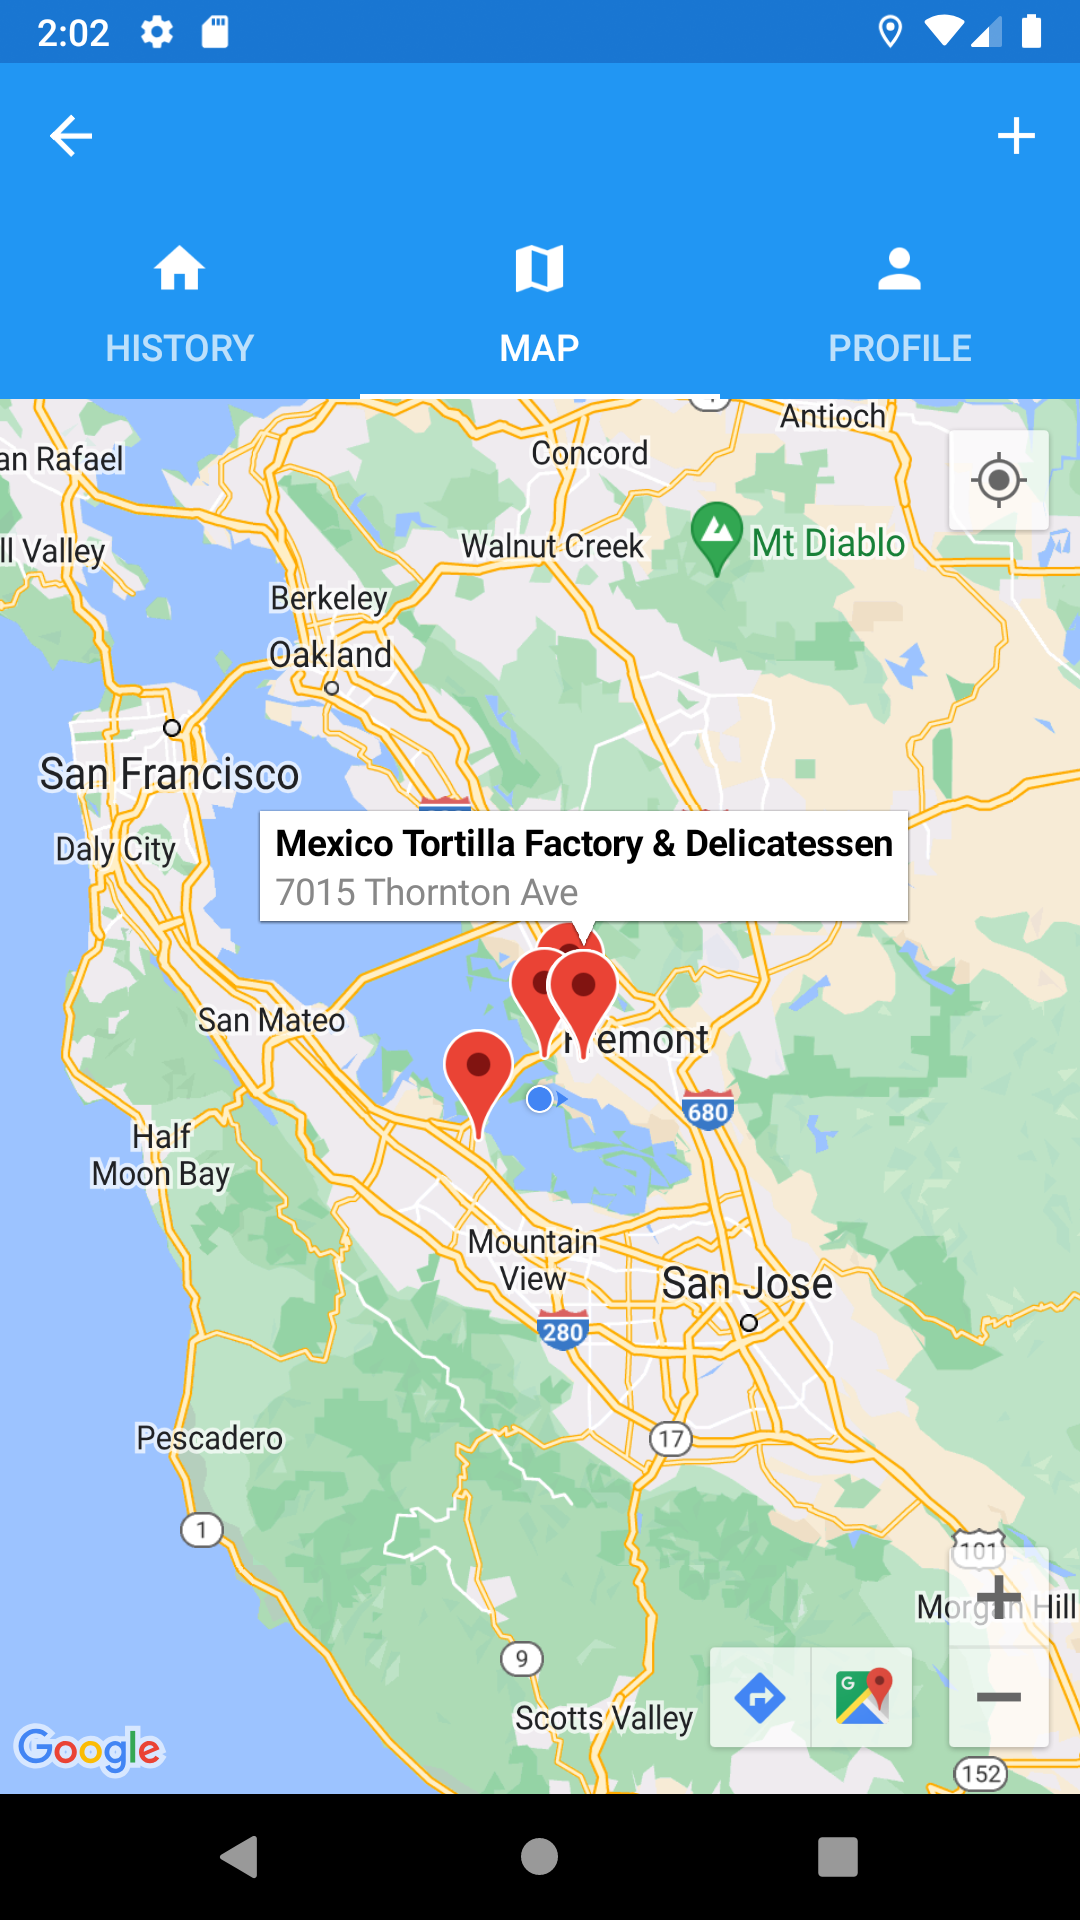 2:02
HISTORY
MAP
PROFILE
Antioch
an Rafael
Concord
ll Valley
Walnut Creek
Mt Diablo
Berkeley
Oakland
San Francisco
Daly City
Mexico Tortilla Factory & Delicatessen
7015 Thornton Ave
San Mateo
Fremont
680
Half
Moon Bay
Mountain
View
San Jose
280
Pescadero
17
1
101
Morgan Hill
9
G
Scotts Valley
Google
152